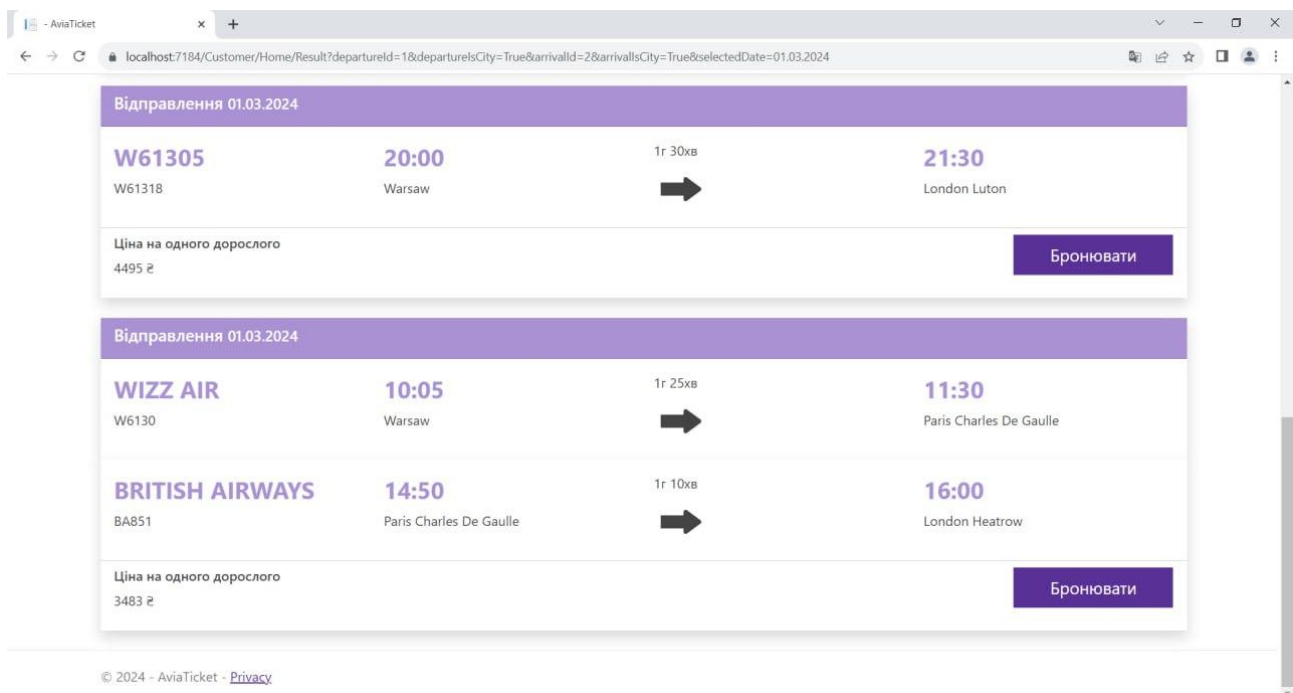 - AviaTicket
localhost:7184/Customer/Home/Result?departureId=1&departureIsCity=True&arrivalId=2&arrivalIsCity=True&selectedDate=01.03.2024
Відправлення 01.03.2024
W61305 20:00 1г 30хв 21:30
W61318 Warsaw London Luton
Ціна на одного дорослого
4495 ₴
Бронювати
Відправлення 01.03.2024
WIZZ AIR 10:05 1г 25хв 11:30
W6130 Warsaw Paris Charles De Gaulle
BRITISH AIRWAYS 14:50 1г 10хв 16:00
BA851 Paris Charles De Gaulle London Heatrow
Ціна на одного дорослого
3483 ₴
Бронювати
© 2024 - AviaTicket - Privacy